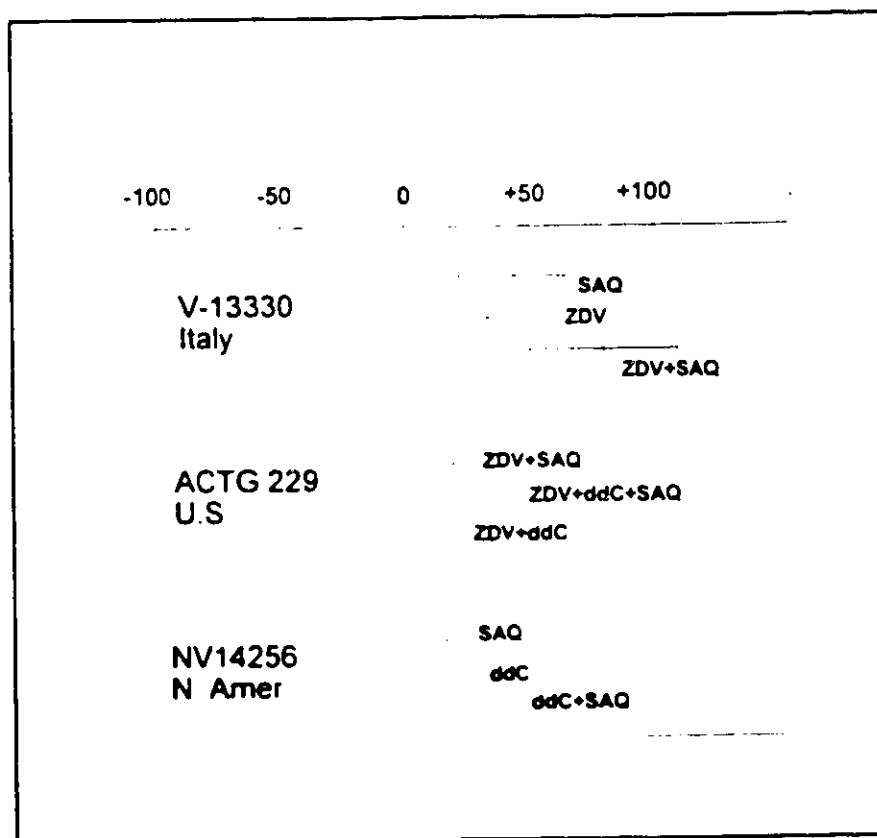 -100 -50 0 +50 +100
SAQ
V-13330
ZDV
Italy
ZDV+SAQ
ZDV+SAQ
ACTG 229
ZDV+ddC+SAQ
U.S
ZDV+ddC
SAQ
NV14256
ddC
N Amer
ddC+SAQ